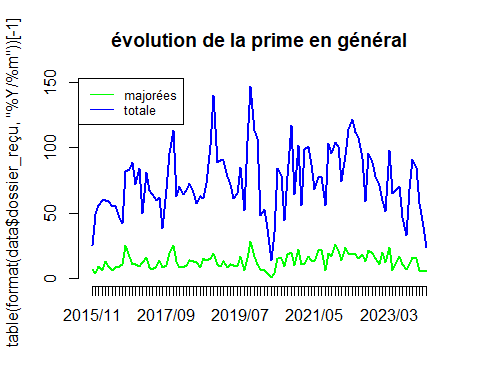 évolution de la prime en général
table(format(data$dossier_reçu, "%Y/%m"))[-1]
150
100
50
0
majorées
totale
2015/11 2017/09 2019/07 2021/05 2023/03